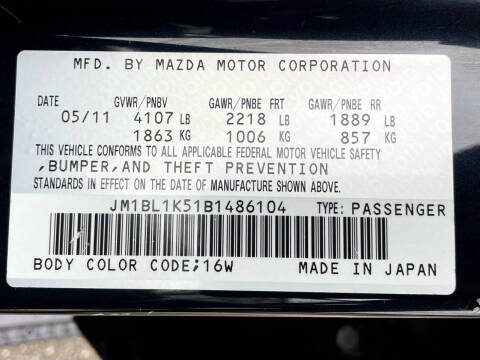 MFD. BY MAZDA MOTOR CORPORATION
DATE GVWR/PNBV GAWR/PNBE FRT GAWR/PNBE RR
05/11 4107 LB 2218 LB 1889 LB
1863 KG 1006 KG 857 KG
THIS VEHICLE CONFORMS TO ALL APPLICABLE FEDERAL MOTOR VEHICLE SAFETY
,BUMPER,AND THEFT PREVENTION
STANDARDS IN EFFECT ON THE DATE OF MANUFACTURE SHOWN ABOVE.
JM1BL1K51B1486104 TYPE: PASSENGER
BODY COLOR CODE;16W MADE IN JAPAN